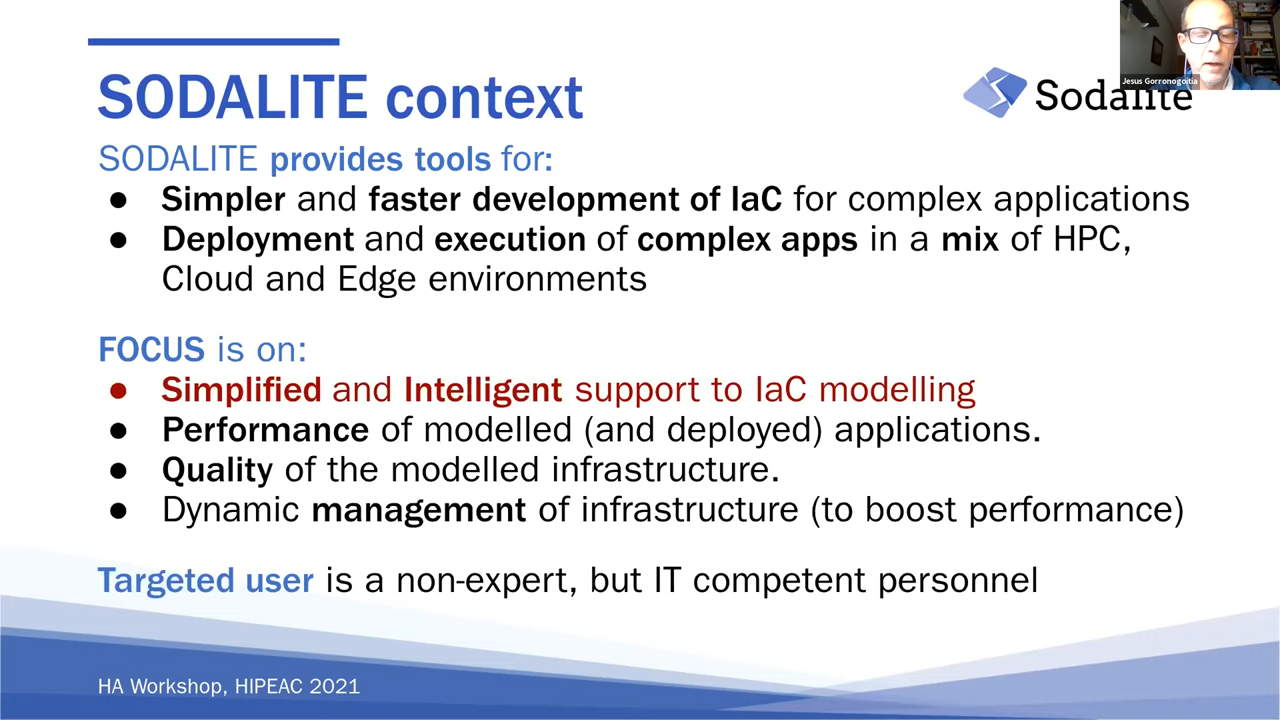 SODALITE context
Sodalite
Jesus Gorronogoitia
SODALITE provides tools for:
● Simpler and faster development of IaC for complex applications
● Deployment and execution of complex apps in a mix of HPC,
Cloud and Edge environments
FOCUS is on:
● Simplified and Intelligent support to IaC modelling
● Performance of modelled (and deployed) applications.
● Quality of the modelled infrastructure.
● Dynamic management of infrastructure (to boost performance)
Targeted user is a non-expert, but IT competent personnel
HA Workshop, HIPEAC 2021